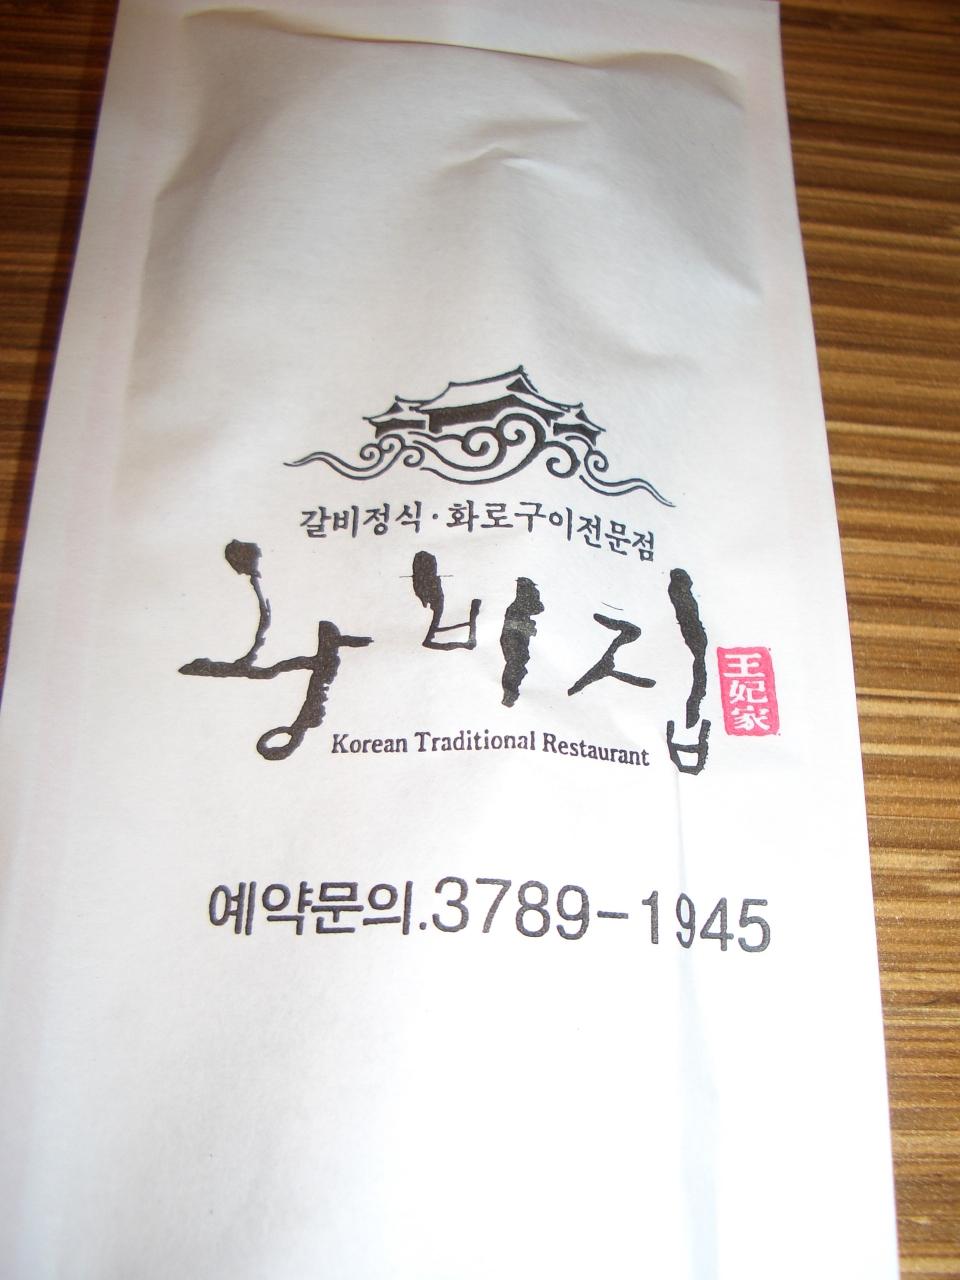 갈비정식·화로구이전문점
왕비집
王妃家
Korean Traditional Restaurant
예약문의.3789-1945